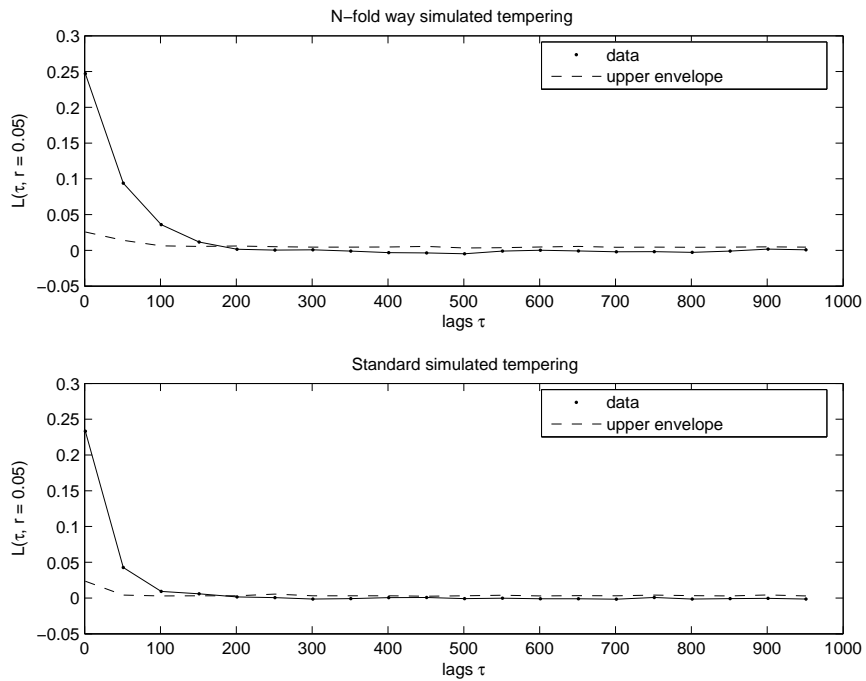 N−fold way simulated tempering
0.3
0.25
0.2
0.15
0.1
0.05
0
−0.05
L(τ, r = 0.05)
data
upper envelope
0 100 200 300 400 500 600 700 800 900 1000
lags τ
Standard simulated tempering
0.3
0.25
0.2
0.15
0.1
0.05
0
−0.05
L(τ, r = 0.05)
data
upper envelope
0 100 200 300 400 500 600 700 800 900 1000
lags τ